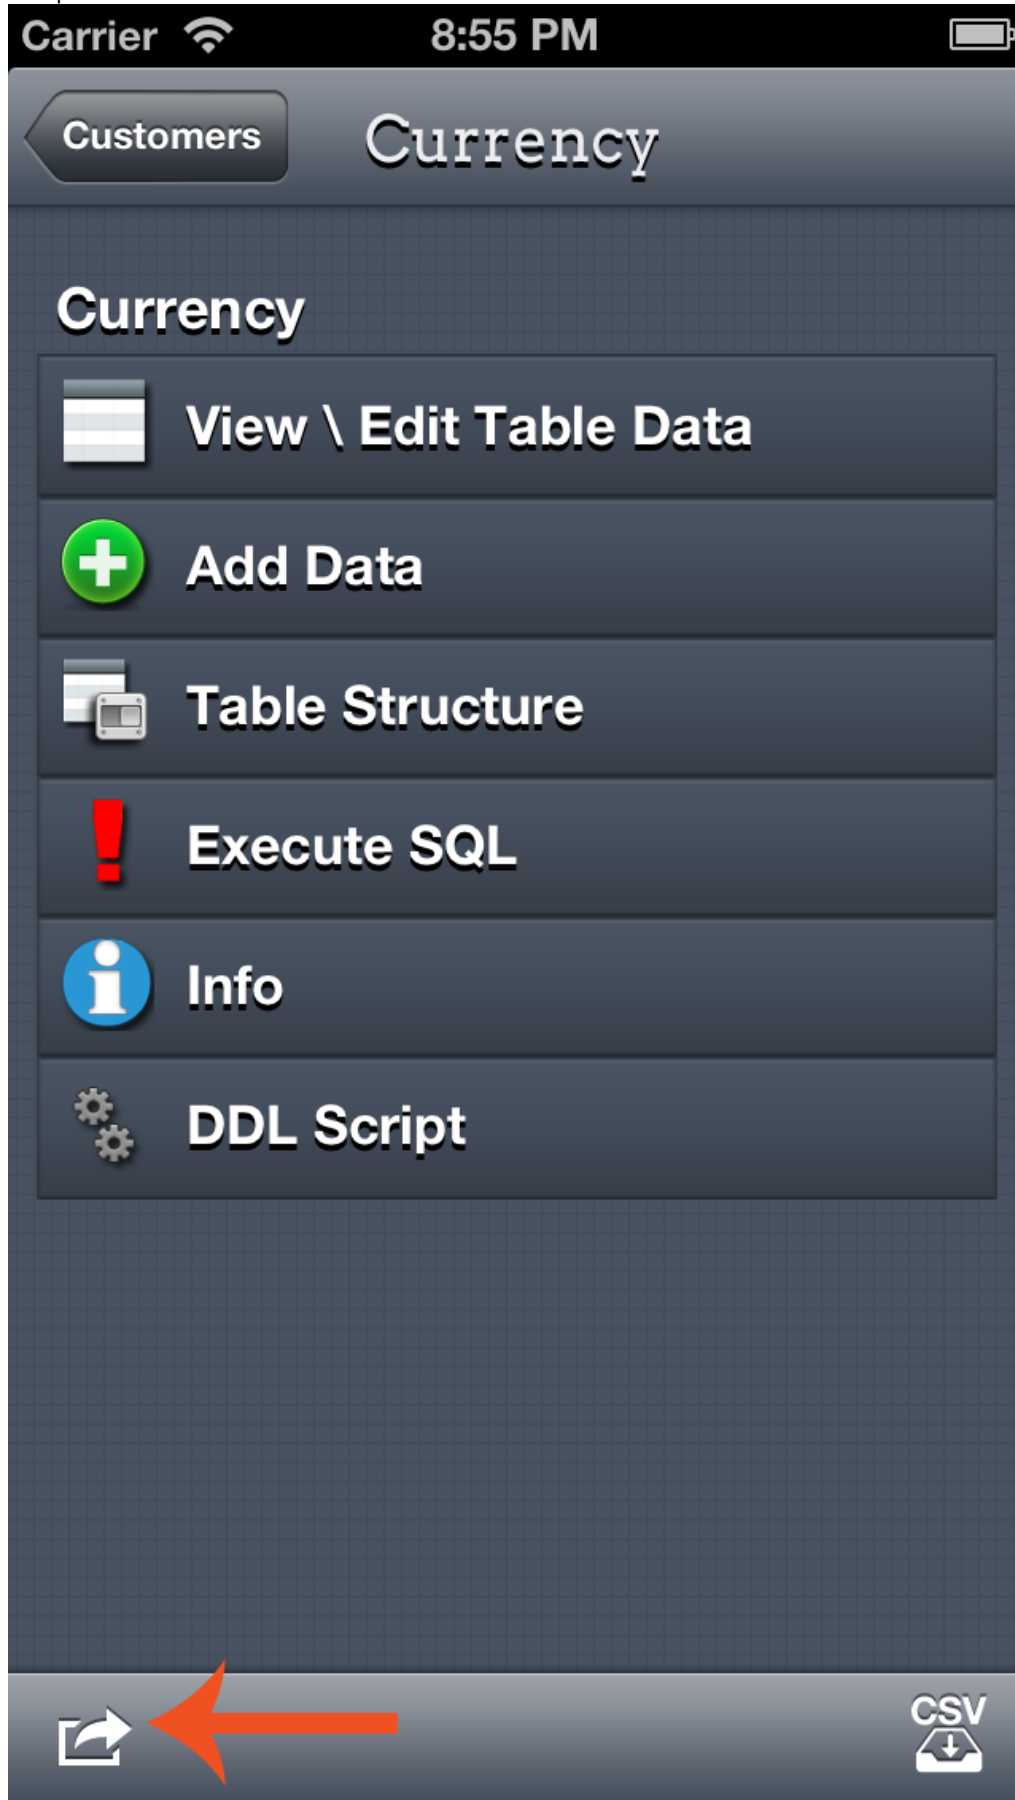 Carrier 8:55 PM
Customers Currency
Currency
View \ Edit Table Data
Add Data
Table Structure
Execute SQL
Info
DDL Script
CSV